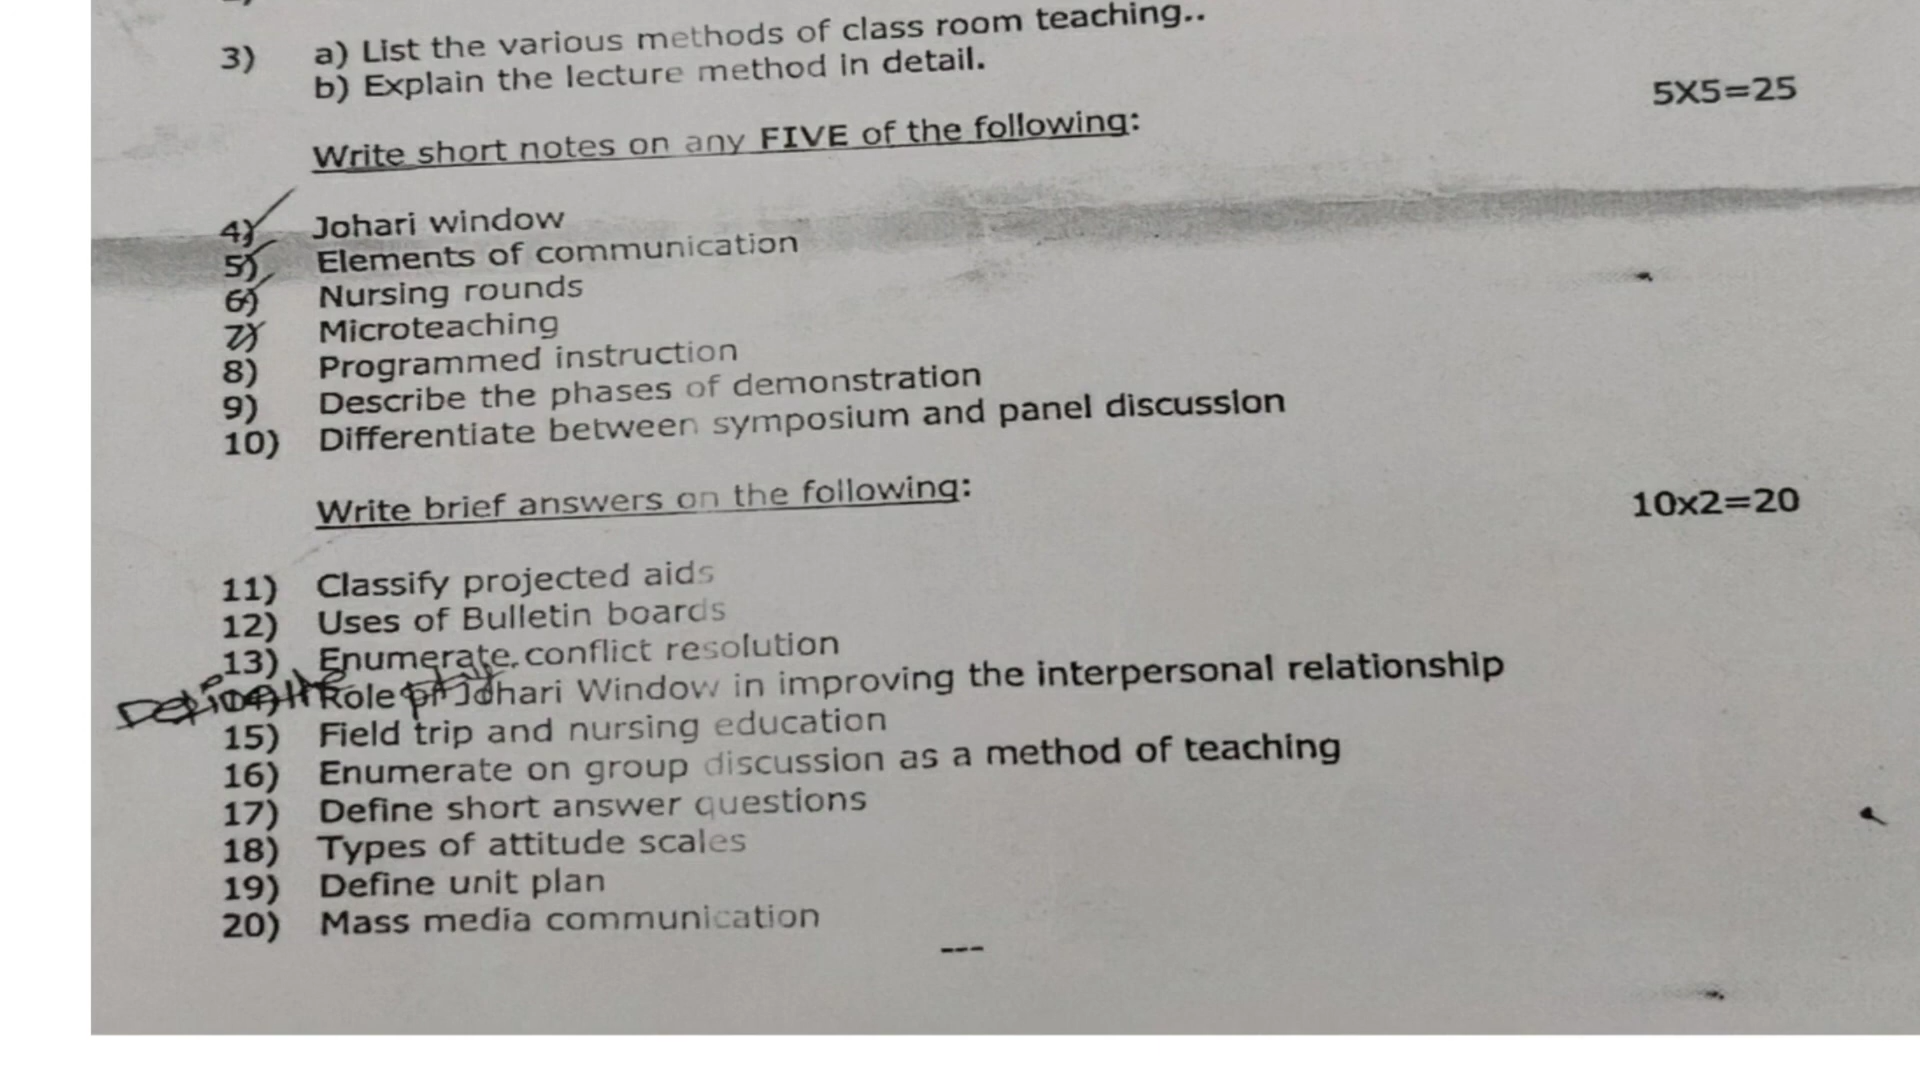 3) a) List the various methods of class room teaching..
b) Explain the lecture method in detail.
5X5=25
Write short notes on any FIVE of the following:
4) Johari window
5) Elements of communication
6) Nursing rounds
7) Microteaching
8) Programmed instruction
9) Describe the phases of demonstration
10) Differentiate between symposium and panel discussion
Write brief answers on the following:
10x2=20
11) Classify projected aids
12) Uses of Bulletin boards
13) Enumerate conflict resolution
14) Role of Johari Window in improving the interpersonal relationship
15) Field trip and nursing education
16) Enumerate on group discussion as a method of teaching
17) Define short answer questions
18) Types of attitude scales
19) Define unit plan
20) Mass media communication
---